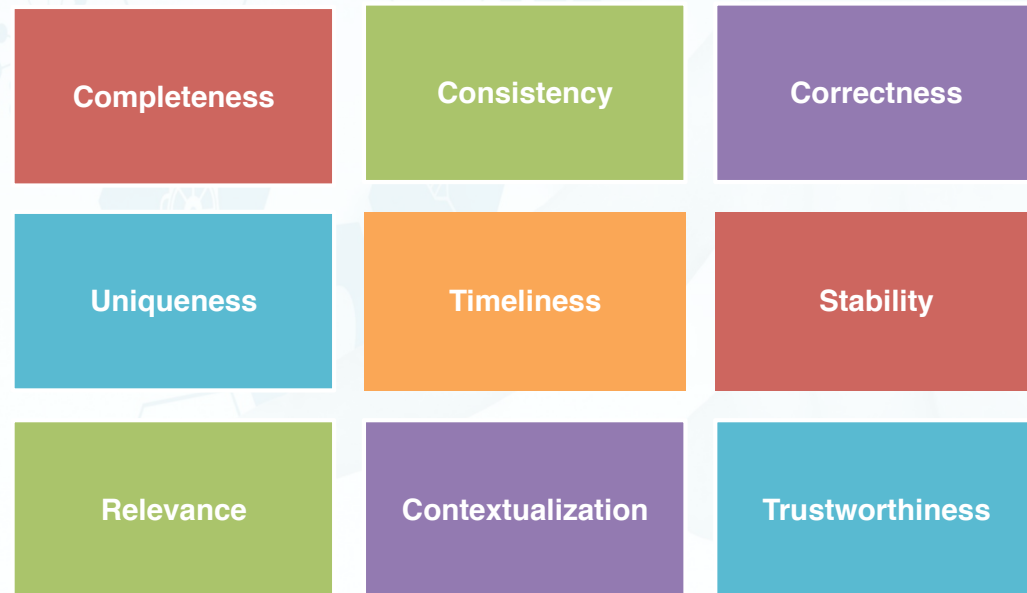 Completeness
Consistency
Correctness
Uniqueness
Timeliness
Stability
Relevance
Contextualization
Trustworthiness